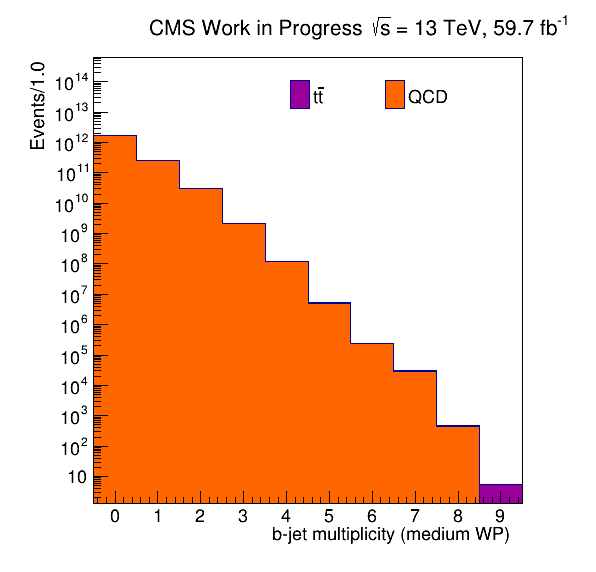 CMS Work in Progress √s = 13 TeV, 59.7 fb⁻¹
Events/1.0
tt̄
QCD
10¹⁴
10¹³
10¹²
10¹¹
10¹⁰
10⁹
10⁸
10⁷
10⁶
10⁵
10⁴
10³
10²
10
0 1 2 3 4 5 6 7 8 9
b-jet multiplicity (medium WP)